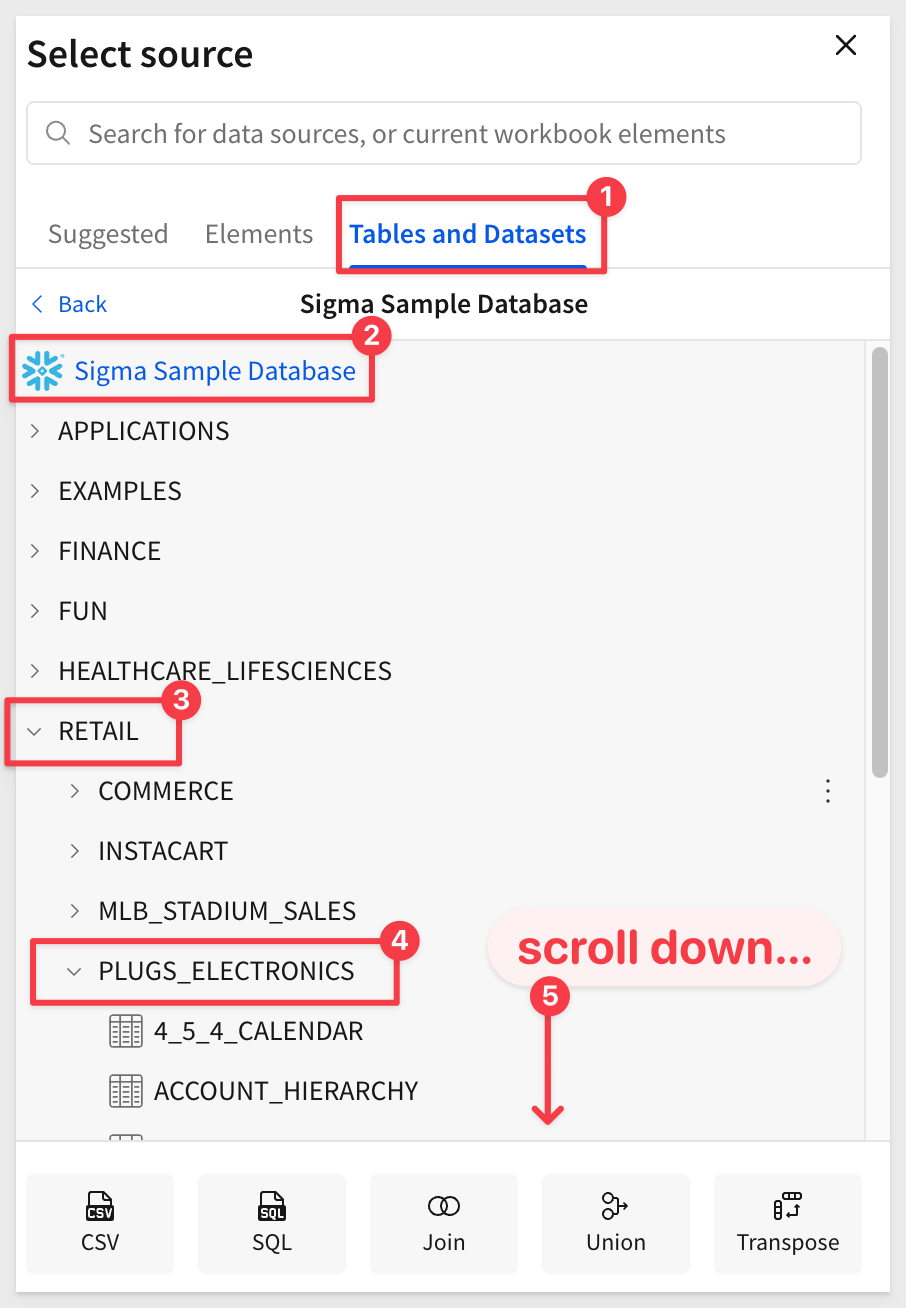 Select source
Search for data sources, or current workbook elements
1
Suggested Elements Tables and Datasets
Back Sigma Sample Database
2
Sigma Sample Database
APPLICATIONS
EXAMPLES
FINANCE
FUN
HEALTHCARE_LIFESCIENCES
3
RETAIL
COMMERCE
INSTACART
MLB_STADIUM_SALES
4
scroll down...
PLUGS_ELECTRONICS
5
4_5_4_CALENDAR
ACCOUNT_HIERARCHY
CSV SQL
CSV SQL Join Union Transpose